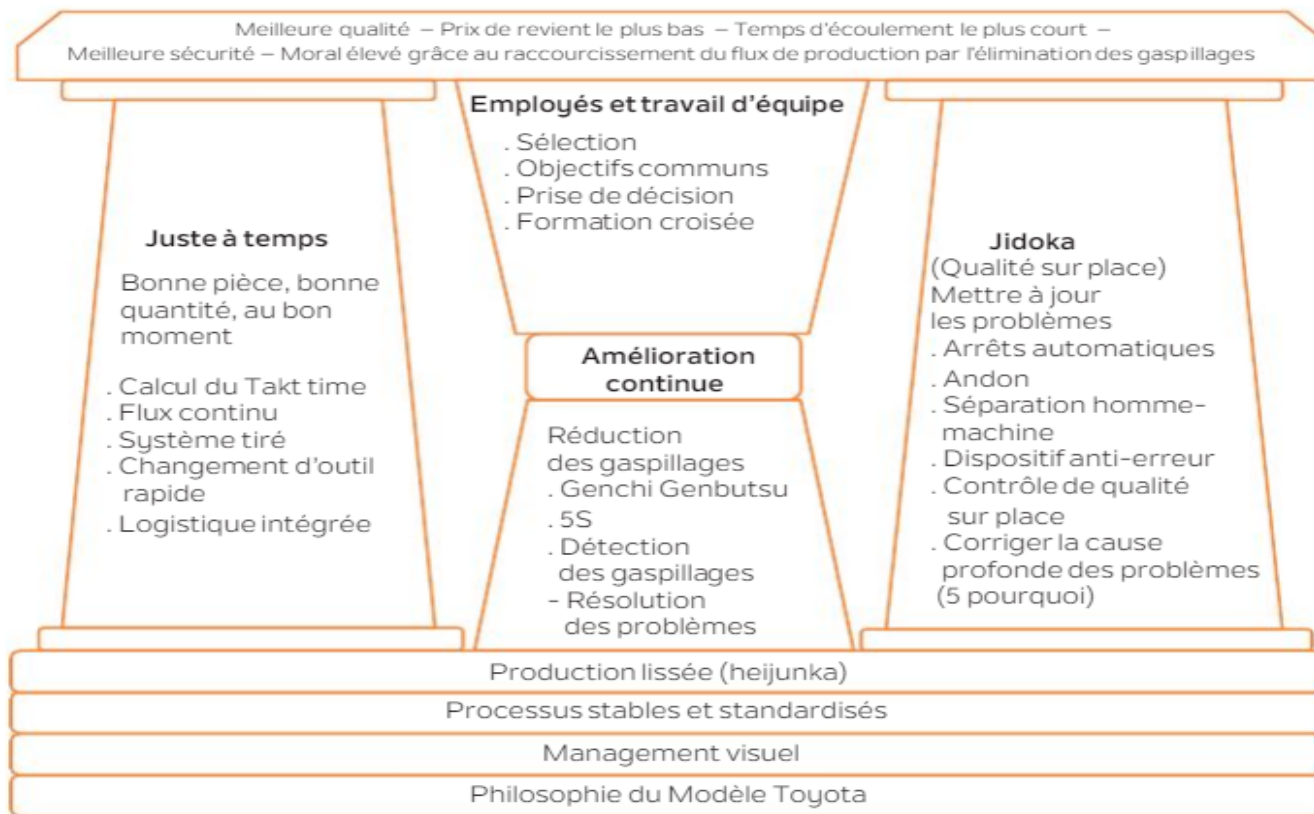 Meilleure qualité – Prix de revient le plus bas – Temps d'écoulement le plus court –
Meilleure sécurité – Moral élevé grâce au raccourcissement du flux de production par l'élimination des gaspillages
Juste à temps
Bonne pièce, bonne
quantité, au bon
moment
. Calcul du Takt time
. Flux continu
. Système tiré
. Changement d'outil
rapide
. Logistique intégrée
Employés et travail d'équipe
. Sélection
. Objectifs communs
. Prise de décision
. Formation croisée
Amélioration
continue
Réduction
des gaspillages
. Genchi Genbutsu
. 5S
. Détection
des gaspillages
- Résolution
des problèmes
Jidoka
(Qualité sur place)
Mettre à jour
les problèmes
. Arrêts automatiques
. Andon
. Séparation homme-
machine
. Dispositif anti-erreur
. Contrôle de qualité
sur place
. Corriger la cause
profonde des problèmes
(5 pourquoi)
Production lissée (heijunka)
Processus stables et standardisés
Management visuel
Philosophie du Modèle Toyota